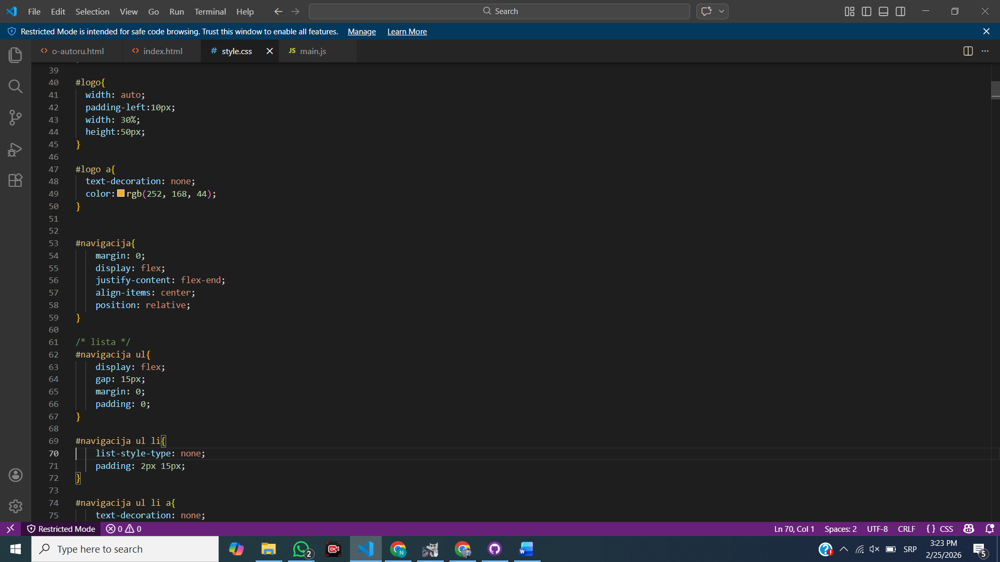 File Edit Selection View Go Run Terminal Help
Search
Restricted Mode is intended for safe code browsing. Trust this window to enable all features. Manage Learn More
<> o-autoru.html
<> index.html
# style.css
JS main.js
39
40 #logo{
41 width: auto;
42 padding-left:10px;
43 width: 30%;
44 height:50px;
45 }
46
47 #logo a{
48 text-decoration: none;
49 color:rgb(252, 168, 44);
50 }
51
52
53 #navigacija{
54 margin: 0;
55 display: flex;
56 justify-content: flex-end;
57 align-items: center;
58 position: relative;
59 }
60
61 /* lista */
62 #navigacija ul{
63 display: flex;
64 gap: 15px;
65 margin: 0;
66 padding: 0;
67 }
68
69 #navigacija ul li{
70 list-style-type: none;
71 padding: 2px 15px;
72 }
73
74 #navigacija ul li a{
75 text-decoration: none;
Restricted Mode 0 0
Ln 70, Col 1 Spaces: 2 UTF-8 CRLF { } CSS
Type here to search
2
N
W
SRP
3:23 PM
2/25/2026
5